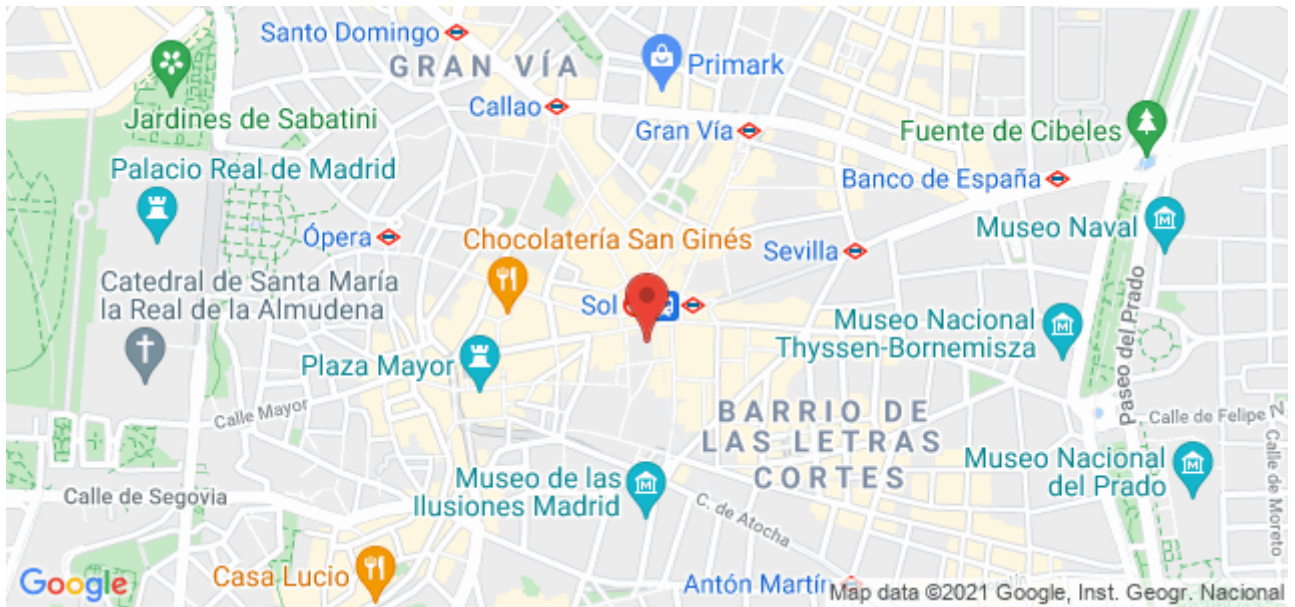 Santo Domingo
GRAN VÍA
Primark
Callao
Jardines de Sabatini
Gran Vía
Fuente de Cibeles
Palacio Real de Madrid
Banco de España
Ópera
Chocolatería San Ginés
Sevilla
Museo Naval
Catedral de Santa María
la Real de la Almudena
Sol
Museo Nacional
Thyssen-Bornemisza
Paseo del Prado
Plaza Mayor
Calle Mayor
BARRIO DE
LAS LETRAS
CORTES
Calle de Felipe
N
Calle de Moreto
Museo Nacional
del Prado
Museo de las
Ilusiones Madrid
Calle de Segovia
C. de Atocha
Casa Lucio
Antón Martín
Google
Map data ©2021 Google, Inst. Geogr. Nacional